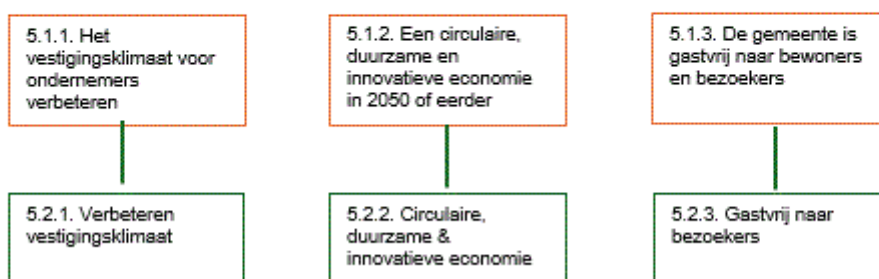 5.1.1. Het
vestigingsklimaat voor
ondernemers
verbeteren
5.1.2. Een circulaire,
duurzame en
innovatieve economie
in 2050 of eerder
5.1.3. De gemeente is
gastvrij naar bewoners
en bezoekers
5.2.1. Verbeteren
vestigingsklimaat
5.2.2. Circulaire,
duurzame &
innovatieve economie
5.2.3. Gastvrij naar
bezoekers